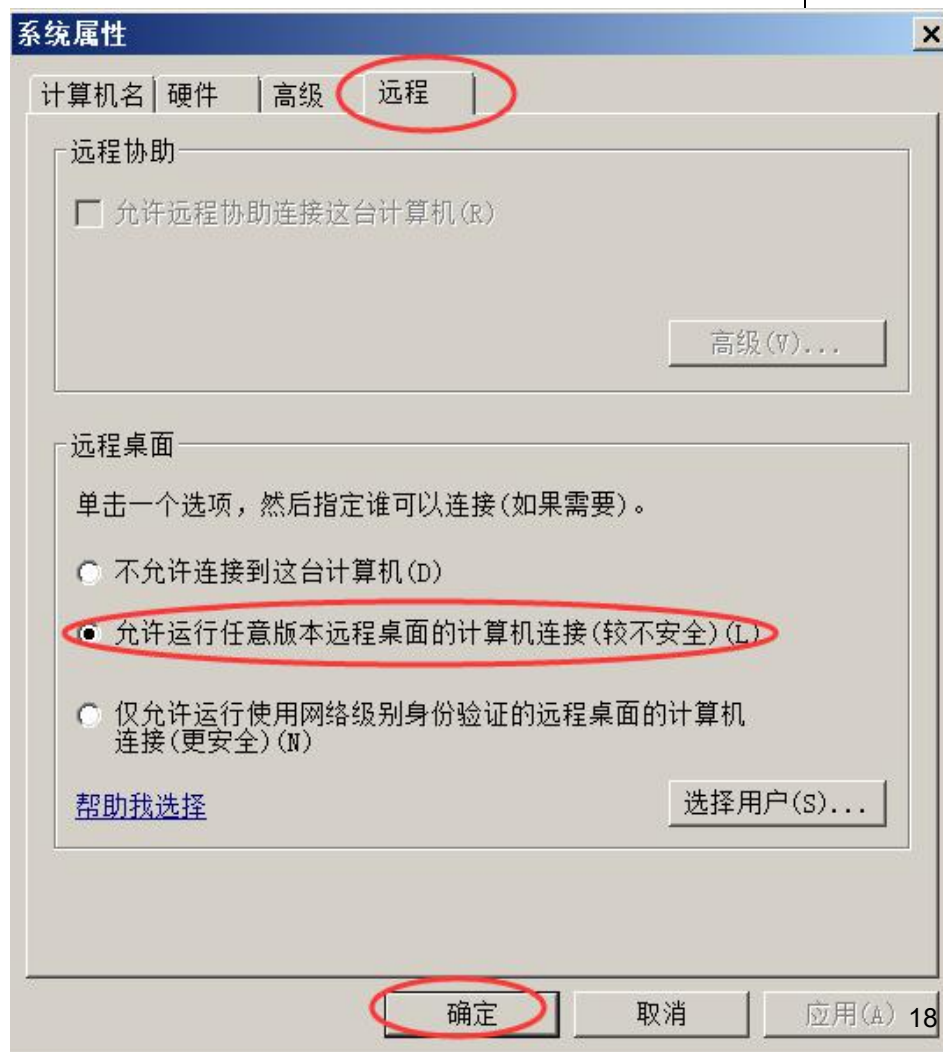 系统属性
计算机名 硬件 高级 远程
远程协助
允许远程协助连接这台计算机(R)
高级(V)...
远程桌面
单击一个选项，然后指定谁可以连接(如果需要)。
不允许连接到这台计算机(D)
允许运行任意版本远程桌面的计算机连接(较不安全)(L)
仅允许运行使用网络级别身份验证的远程桌面的计算机
连接(更安全)(N)
帮助我选择 选择用户(S)...
确定 取消 应用(A) 18